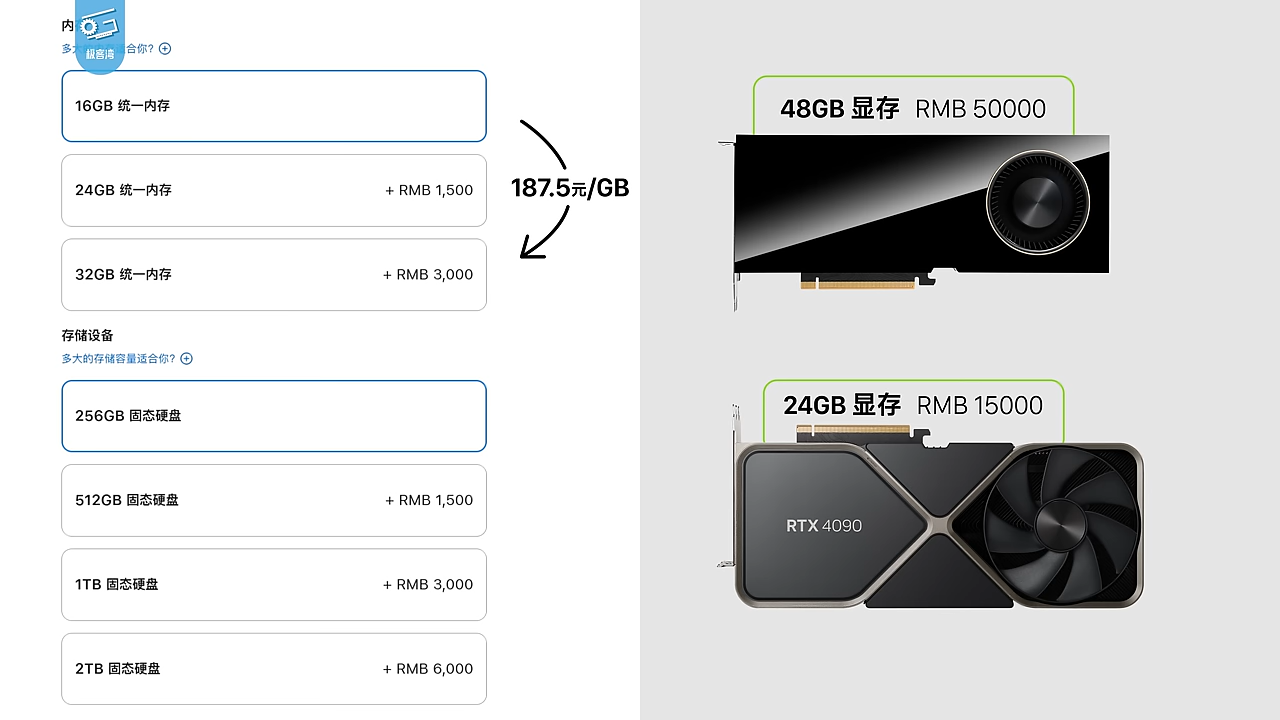 内
极客湾
多大 合你?
16GB 统一内存
24GB 统一内存 + RMB 1,500
32GB 统一内存 + RMB 3,000
存储设备
多大的存储容量适合你?
256GB 固态硬盘
512GB 固态硬盘 + RMB 1,500
1TB 固态硬盘 + RMB 3,000
2TB 固态硬盘 + RMB 6,000
187.5元/GB
48GB 显存 RMB 50000
24GB 显存 RMB 15000
RTX 4090